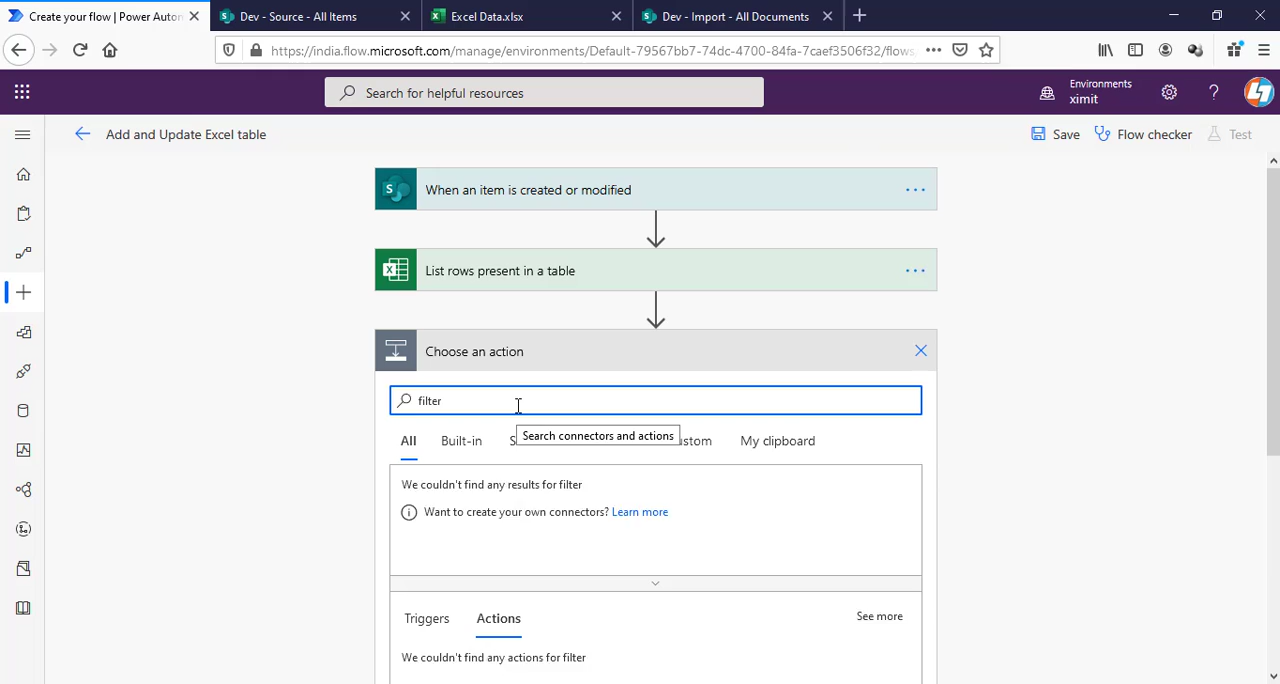 Create your flow | Power Auton
Dev - Source - All Items
Excel Data.xlsx
Dev - Import - All Documents
https://india.flow.microsoft.com/manage/environments/Default-79567bb7-74dc-4700-84fa-7caef3506f32/flows
Search for helpful resources
Environments
ximit
Add and Update Excel table
Save
Flow checker
Test
When an item is created or modified
List rows present in a table
Choose an action
filter
Search connectors and actions
All
Built-in
S
ustom
My clipboard
We couldn't find any results for filter
Want to create your own connectors? Learn more
Triggers
Actions
See more
We couldn't find any actions for filter